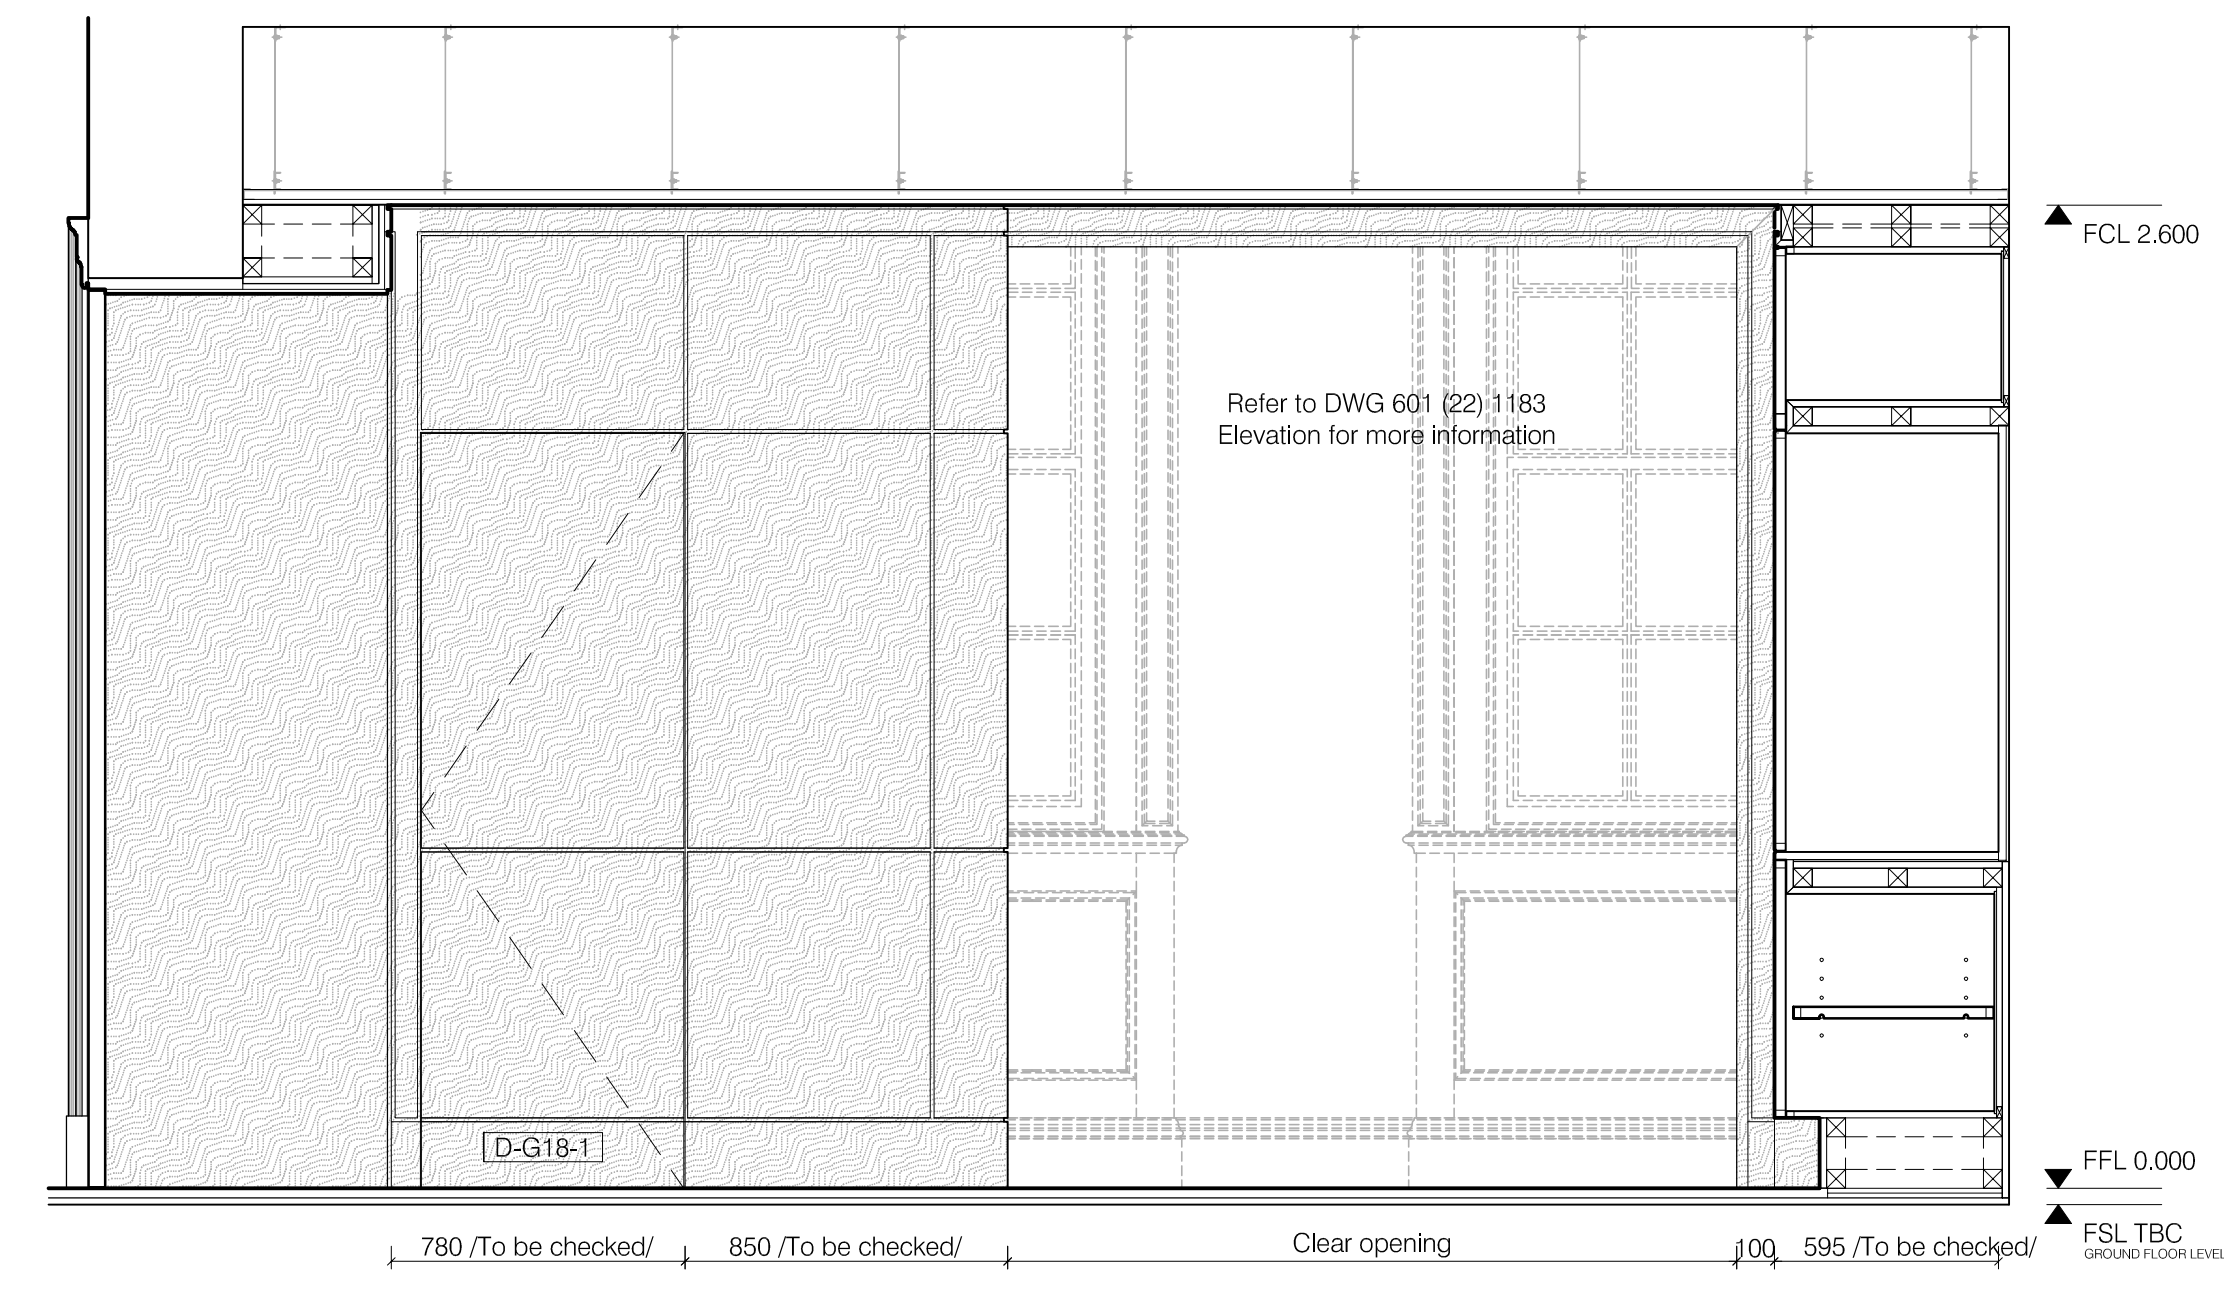 FCL 2.600
Refer to DWG 601 (22) 1183
Elevation for more information
D-G18-1
FFL 0.000
FSL TBC
GROUND FLOOR LEVEL
780 /To be checked/
850 /To be checked/
Clear opening
100
595 /To be checked/